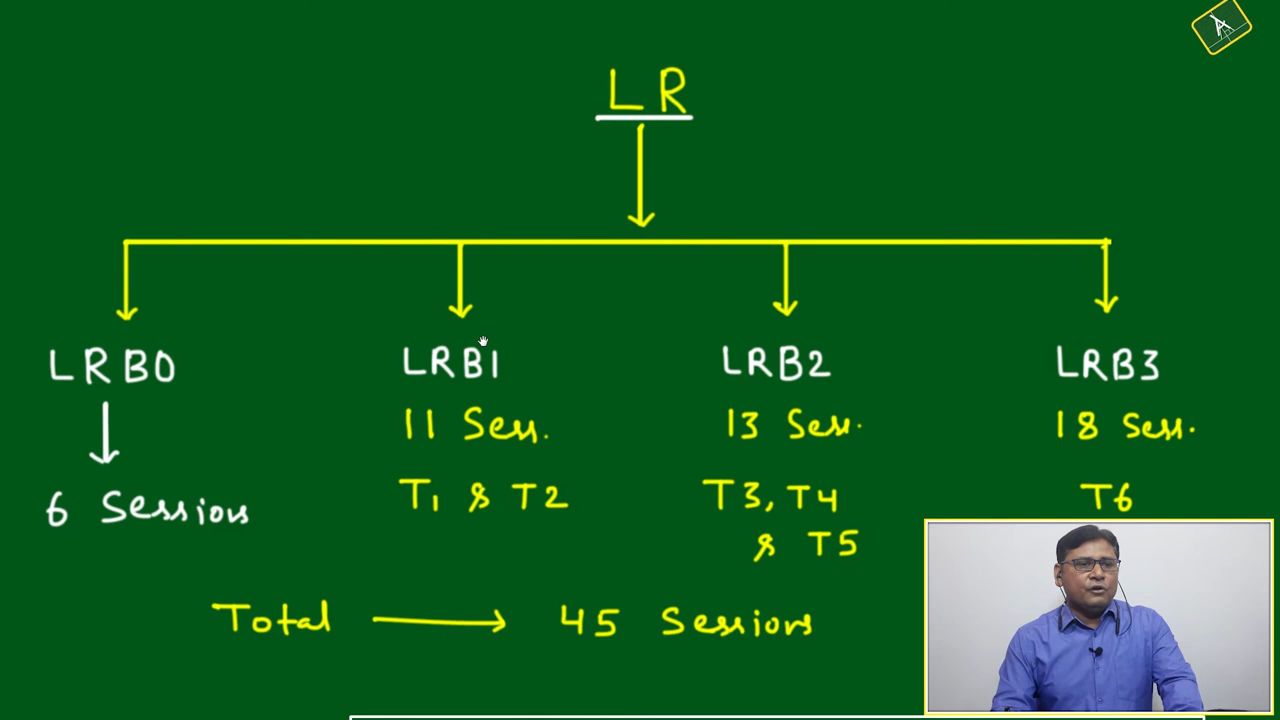 LR
LRB0
6 Sessions
LRB1
11 Sess.
T1 & T2
LRB2
13 Sess.
T3, T4
& T5
LRB3
18 Sess.
T6
Total → 45 Sessions